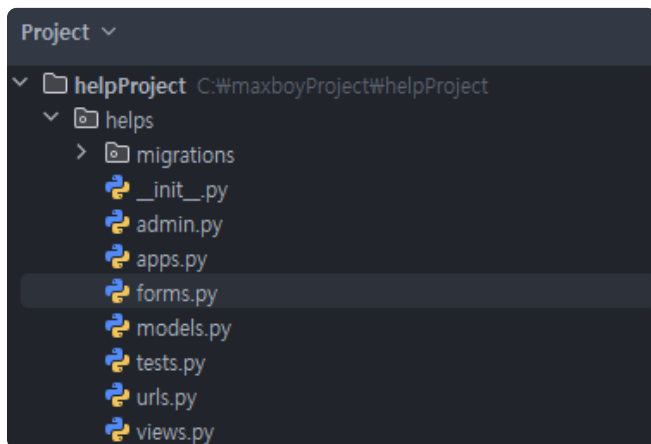 Project
helpProject C:₩maxboyProject₩helpProject
helps
migrations
__init__.py
admin.py
apps.py
forms.py
models.py
tests.py
urls.py
views.py